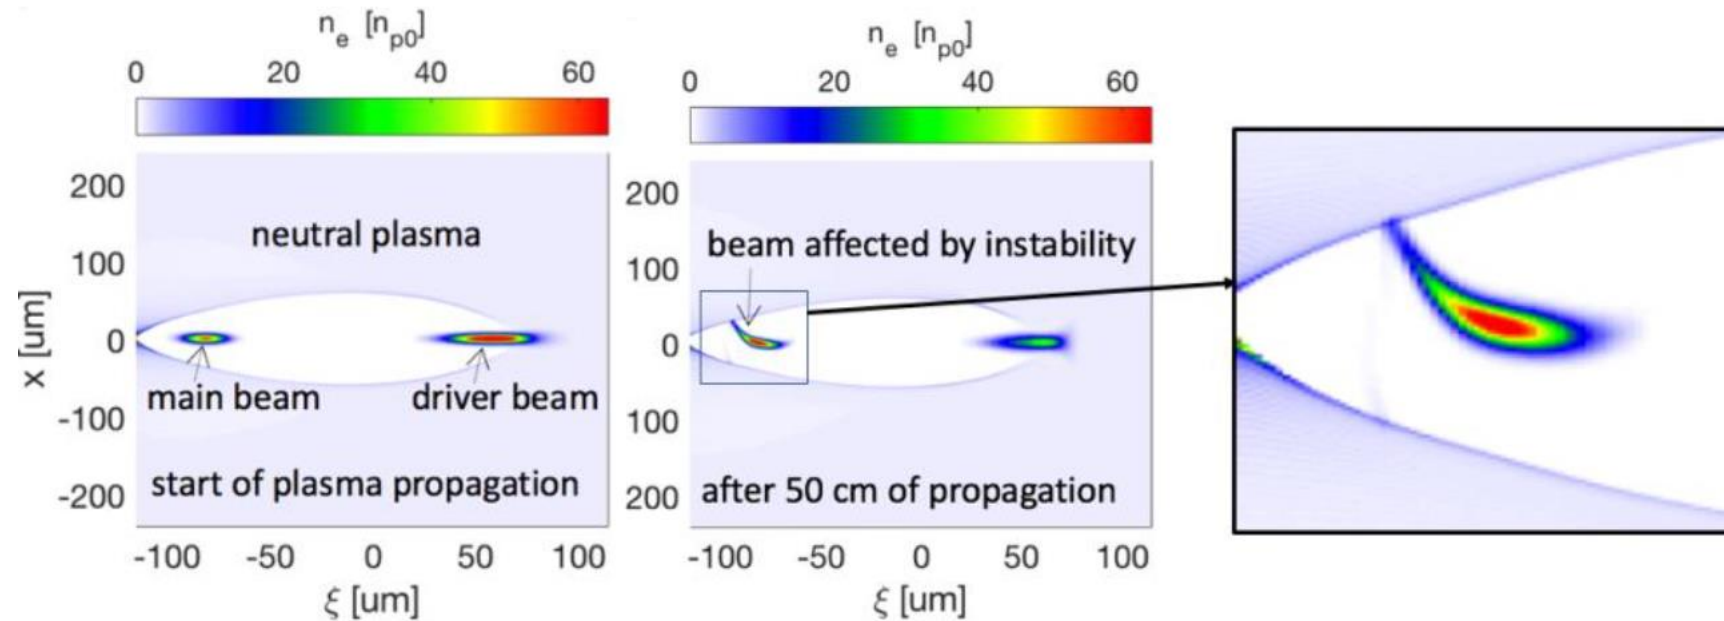 n_e [n_p0]
0 20 40 60
200
100
0
-100
-200
x [um]
neutral plasma
main beam
driver beam
start of plasma propagation
-100 -50 0 50 100
ξ [um]
n_e [n_p0]
0 20 40 60
200
100
0
100
200
beam affected by instability
after 50 cm of propagation
-100 -50 0 50 100
ξ [um]